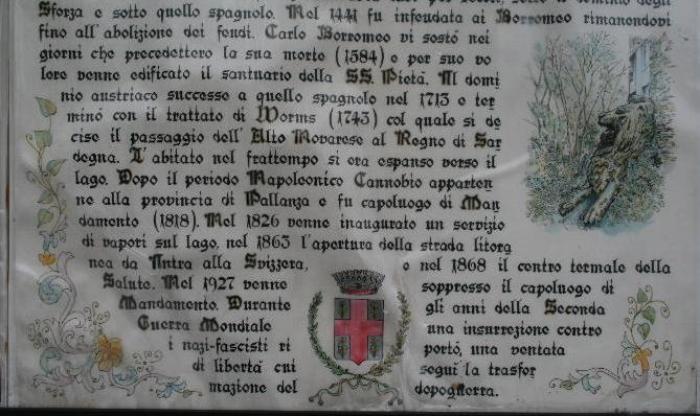 Sforza e sotto quello spagnolo. Nel 1441 fu infeudata ai Borromeo rimanendovi
fino all'abolizione dei feudi. Carlo Borromeo vi sostò nei
giorni che precedettero la sua morte (1584) e per suo vo
lere venne edificato il santuario della SS. Pietà. Al domi
nio austriaco successo a quello spagnolo nel 1713 e ter
minò con il trattato di Worms (1743) col quale si de
cise il passaggio dell'Alto Novarese al Regno di Sar
degna. L'abitato nel frattempo si era espanso verso il
lago. Dopo il periodo Napoleonico Cannobio apparten
ne alla provincia di Pallanza e fu capoluogo di Man
damento (1818). Nel 1826 venne inaugurato un servizio
di vapori sul lago, nel 1863 l'apertura della strada litora
nea da Intra alla Svizzera, e nel 1868 il centro termale della
Salute. Nel 1927 venne soppresso il capoluogo di
Mandamento. Durante gli anni della Seconda
Guerra Mondiale una insurrezione contro
i nazi-fascisti ri portò, una ventata
di libertà cui seguì la trasfor
mazione del dopoguerra.